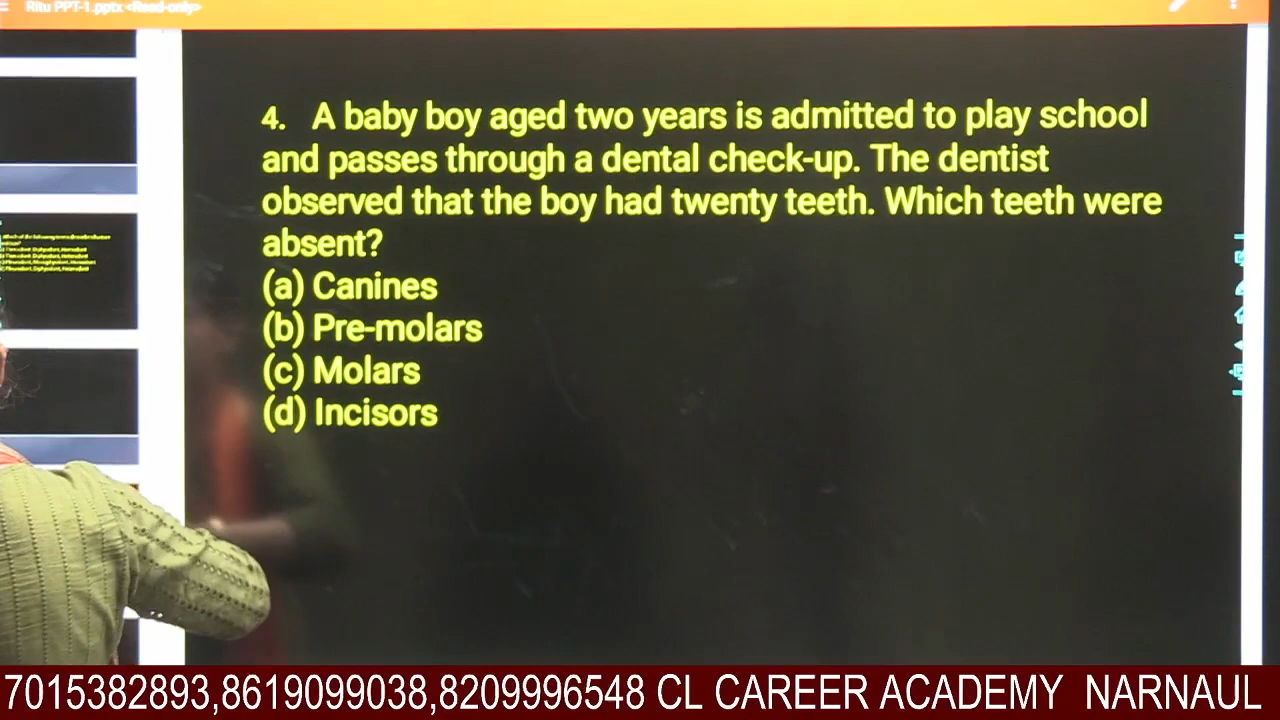 Ritu PPT-1.pptx <Read-only>
4. A baby boy aged two years is admitted to play school
and passes through a dental check-up. The dentist
observed that the boy had twenty teeth. Which teeth were
absent?
(a) Canines
(b) Pre-molars
(c) Molars
(d) Incisors
7015382893,8619099038,8209996548 CL CAREER ACADEMY NARNAUL